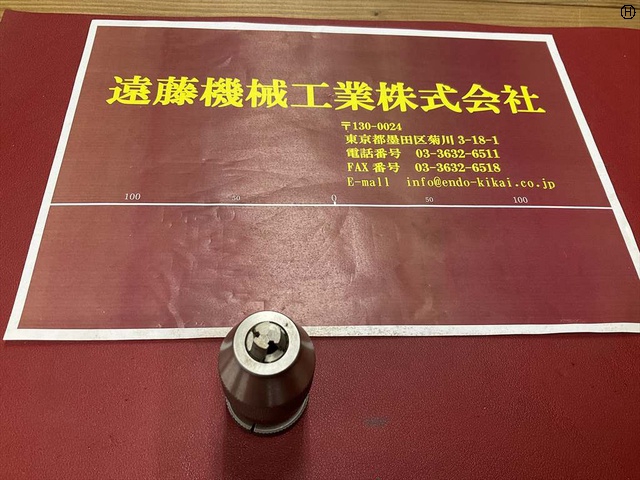 Ⓗ
遠藤機械工業株式会社
〒130-0024
東京都墨田区菊川 3-18-1
電話番号 03-3632-6511
FAX 番号 03-3632-6518
E-mall info@endo-kikai.co.jp
100 50 0 50 100